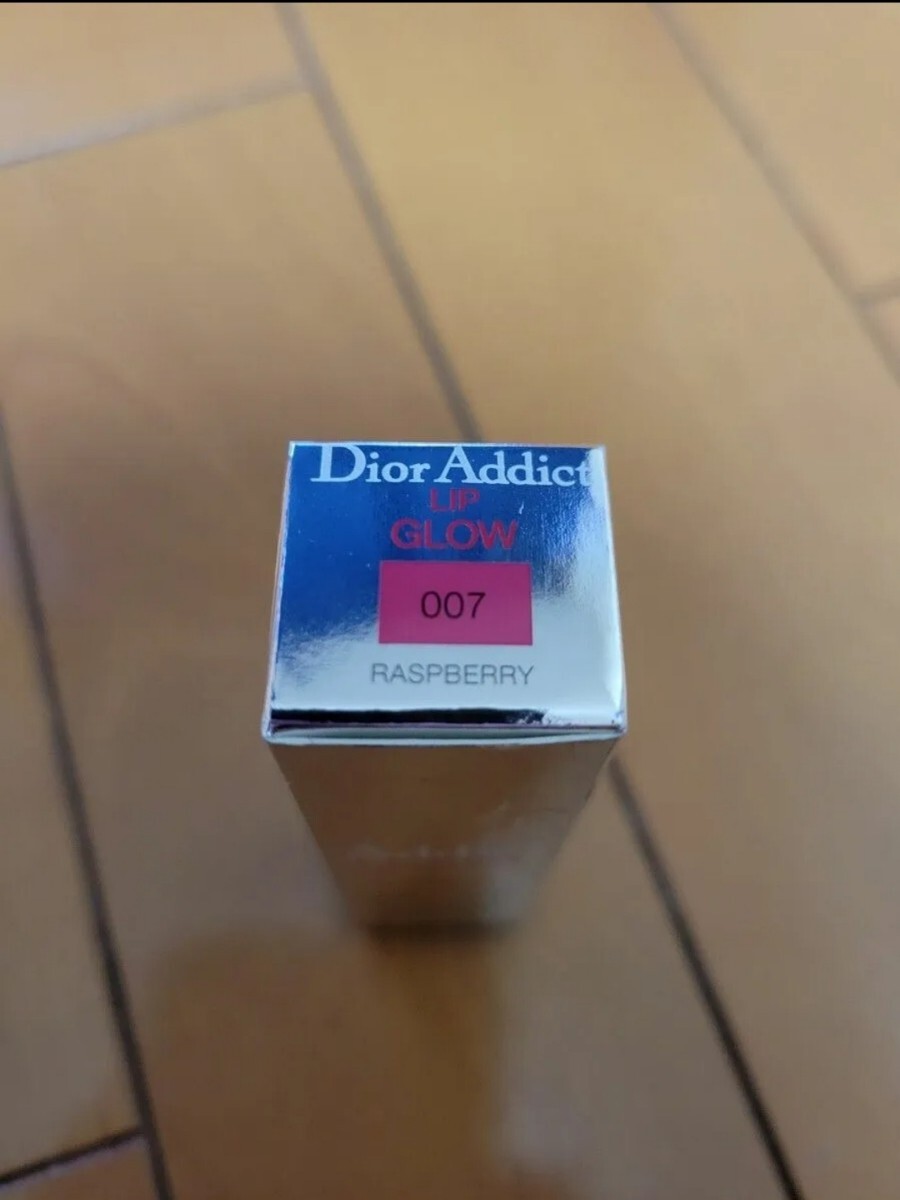 Dior Addict
LIP
GLOW
007
RASPBERRY